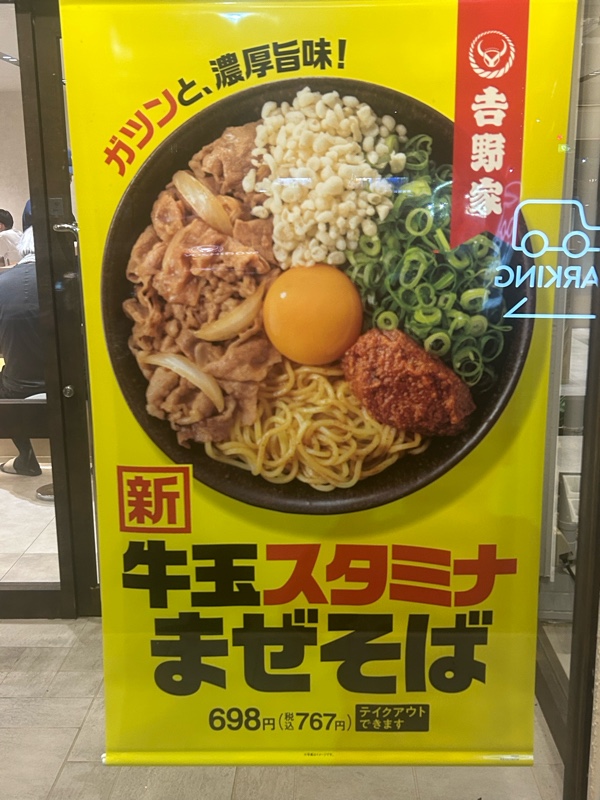 ガツンと、濃厚旨味!
吉野家
PARKING
新
牛玉スタミナ
まぜそば
698円(税込767円) テイクアウトできます